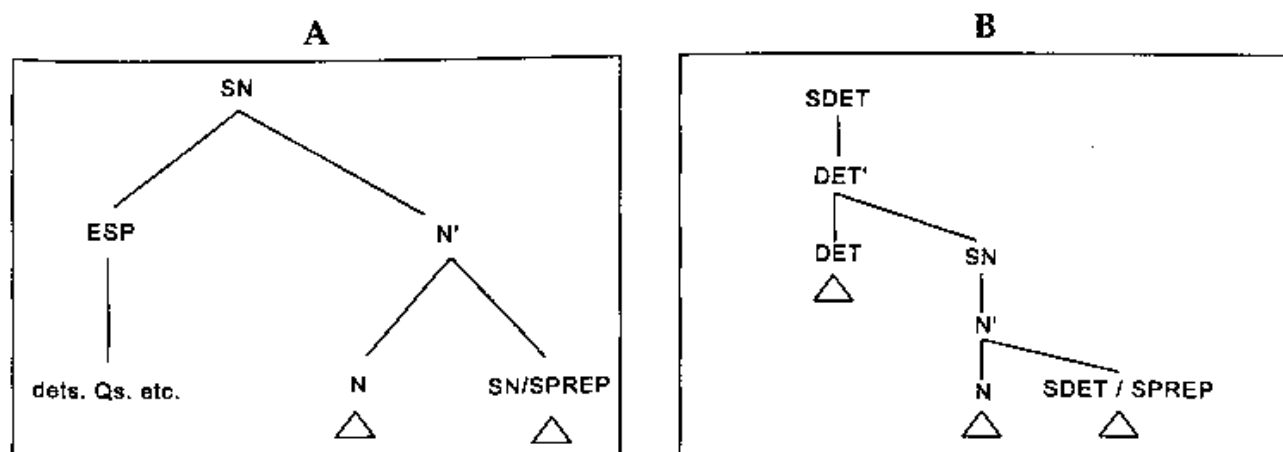 A
SN
ESP N'
dets. Qs. etc. N SN/SPREP
B
SDET
DET'
DET SN
N'
N SDET / SPREP